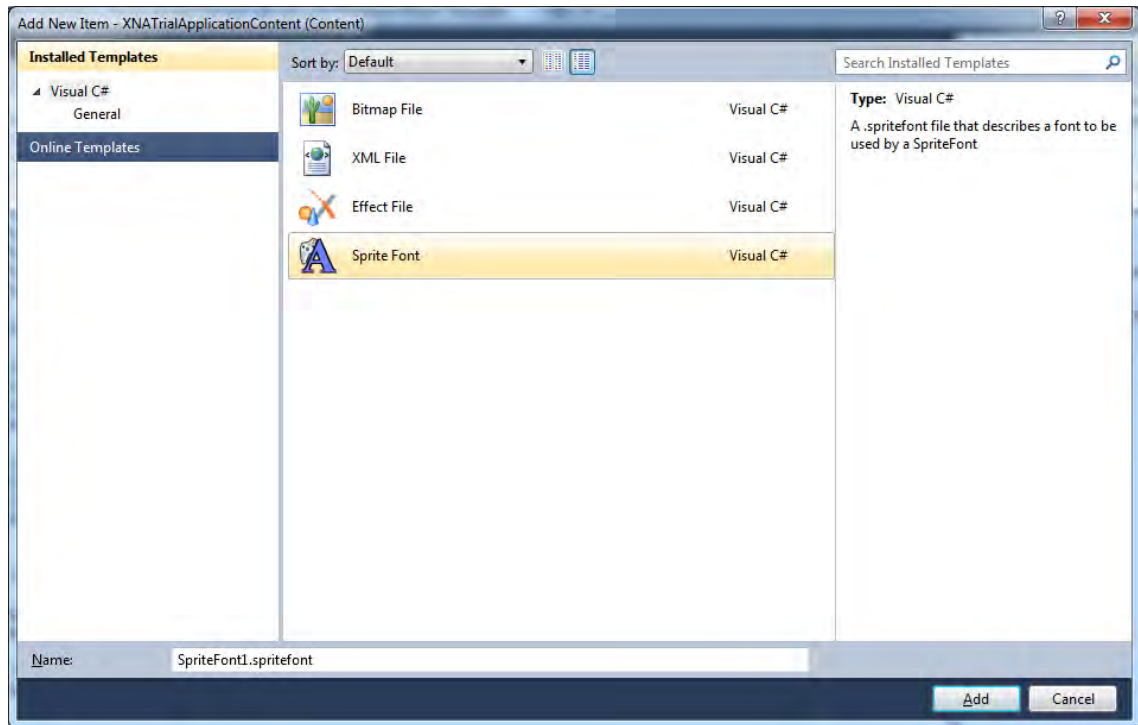 Add New Item - XNATrialApplicationContent (Content)
Installed Templates
Visual C#
General
Online Templates
Sort by: Default
Search Installed Templates
Bitmap File Visual C#
XML File Visual C#
Effect File Visual C#
Sprite Font Visual C#
Type: Visual C#
A .spritefont file that describes a font to be
used by a SpriteFont
Name: SpriteFont1.spritefont
Add Cancel